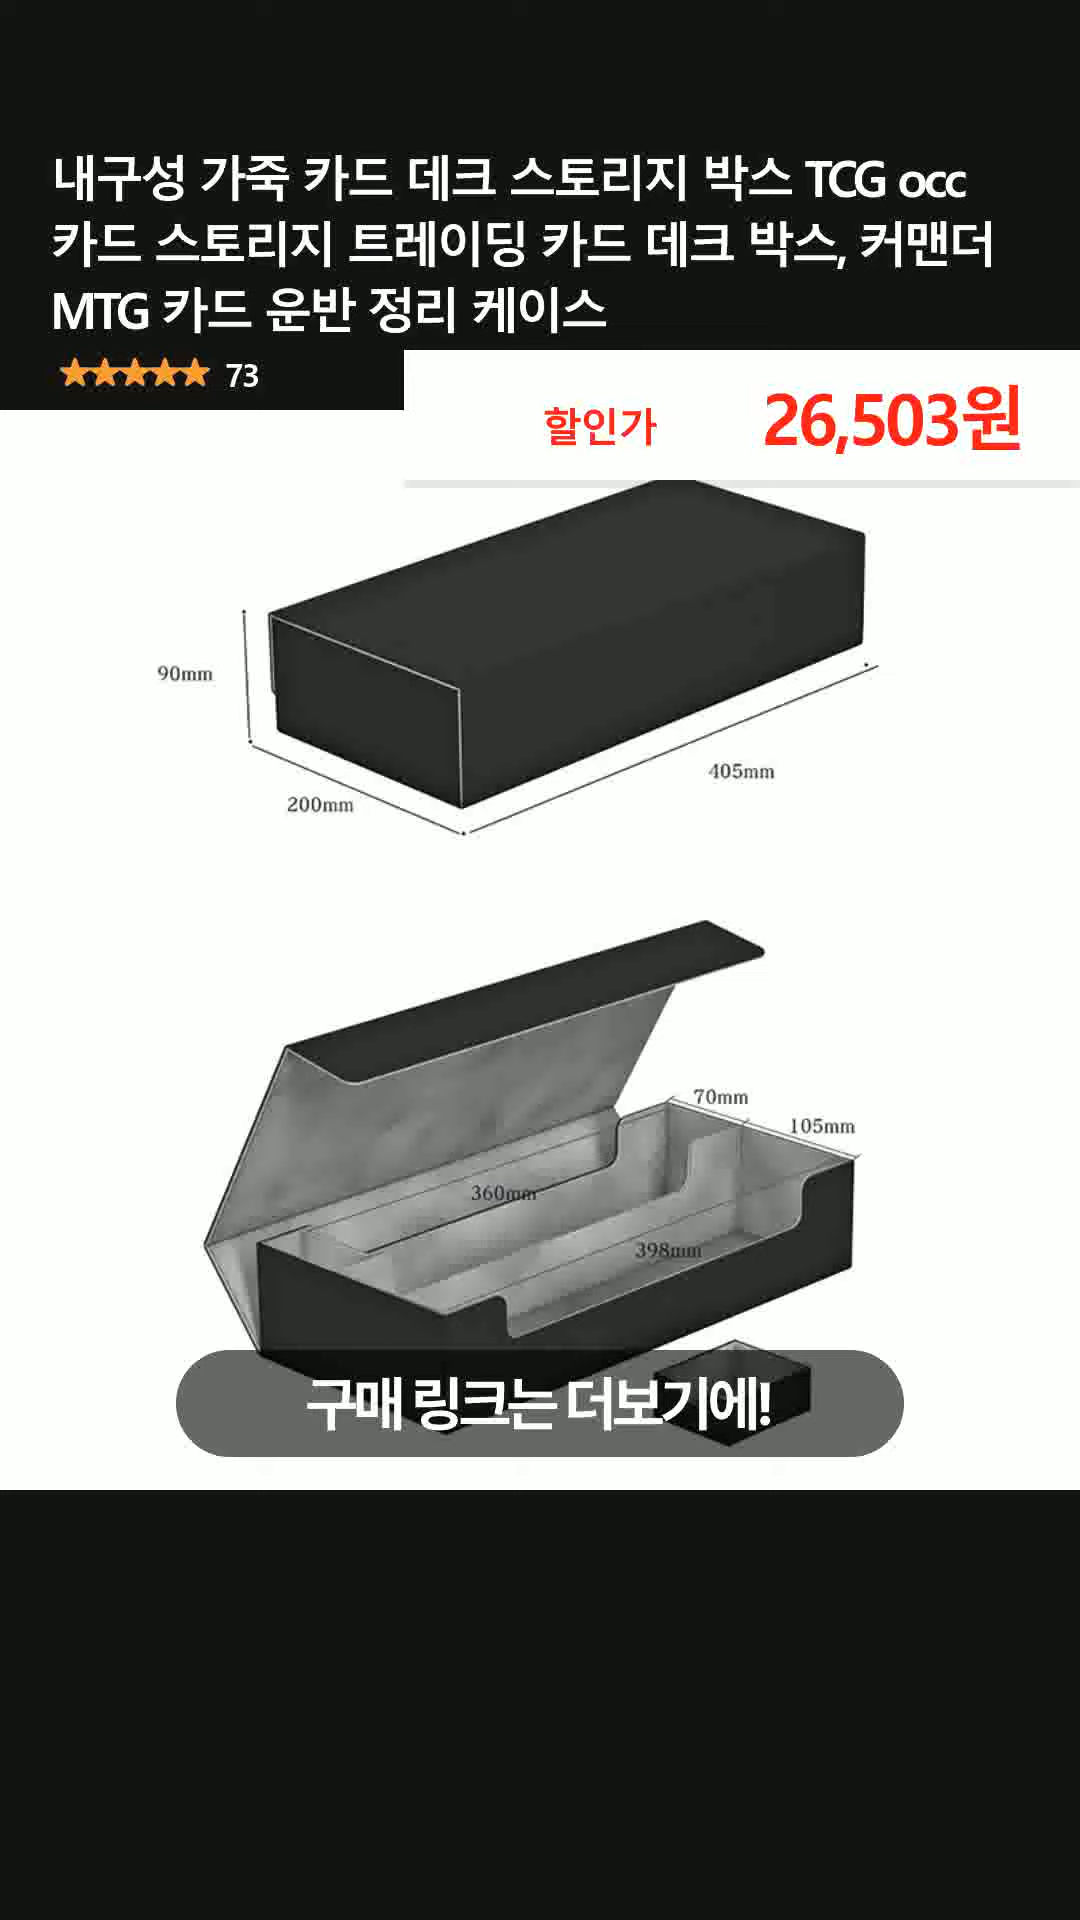 내구성 가죽 카드 데크 스토리지 박스 TCG occ
카드 스토리지 트레이딩 카드 데크 박스, 커맨더
MTG 카드 운반 정리 케이스
73
할인가 26,503원
90mm
405mm
200mm
70mm
105mm
360mm
398mm
구매 링크는 더보기에!